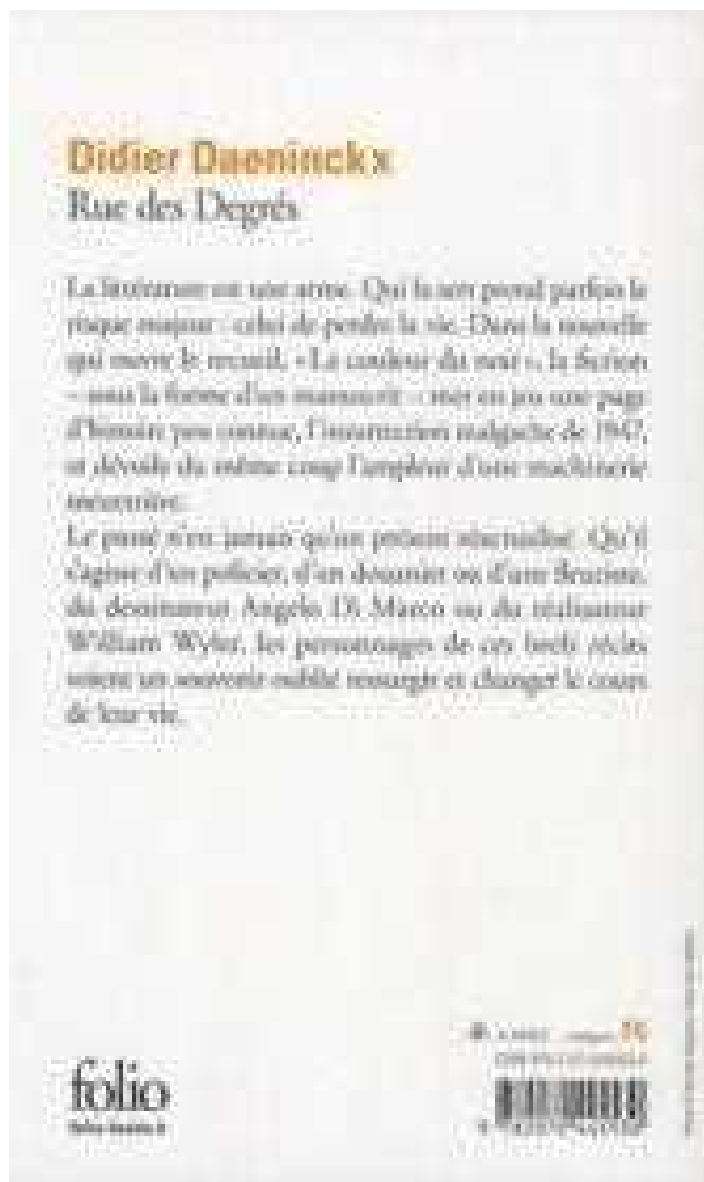 Didier Daeninckx
Rue des Degrés
La littérature est une arme. Qui la sert prend parfois le
risque majeur : celui de perdre la vie. Dans la nouvelle
qui ouvre le recueil, « La couleur du noir », la fiction
– sous la forme d'un manuscrit – met en jeu une page
d'histoire peu connue, l'insurrection malgache de 1947,
et dévoile du même coup l'ampleur d'une machinerie
meurtrière.
Le passé n'est jamais qu'un présent réactualisé. Qu'il
s'agisse d'un policier, d'un douanier ou d'une fleuriste,
du dessinateur Angelo Di Marco ou du réalisateur
William Wyler, les personnages de ces brefs récits
voient un souvenir oublié ressurgir et changer le cours
de leur vie.
folio